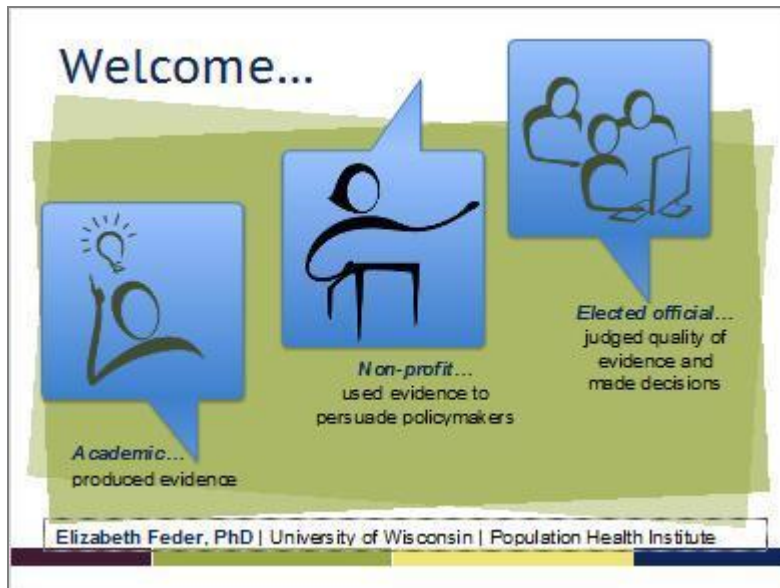 Welcome...
Elected official...
judged quality of
evidence and
made decisions
Non-profit...
used evidence to
persuade policymakers
Academic...
produced evidence
Elizabeth Feder, PhD | University of Wisconsin | Population Health Institute